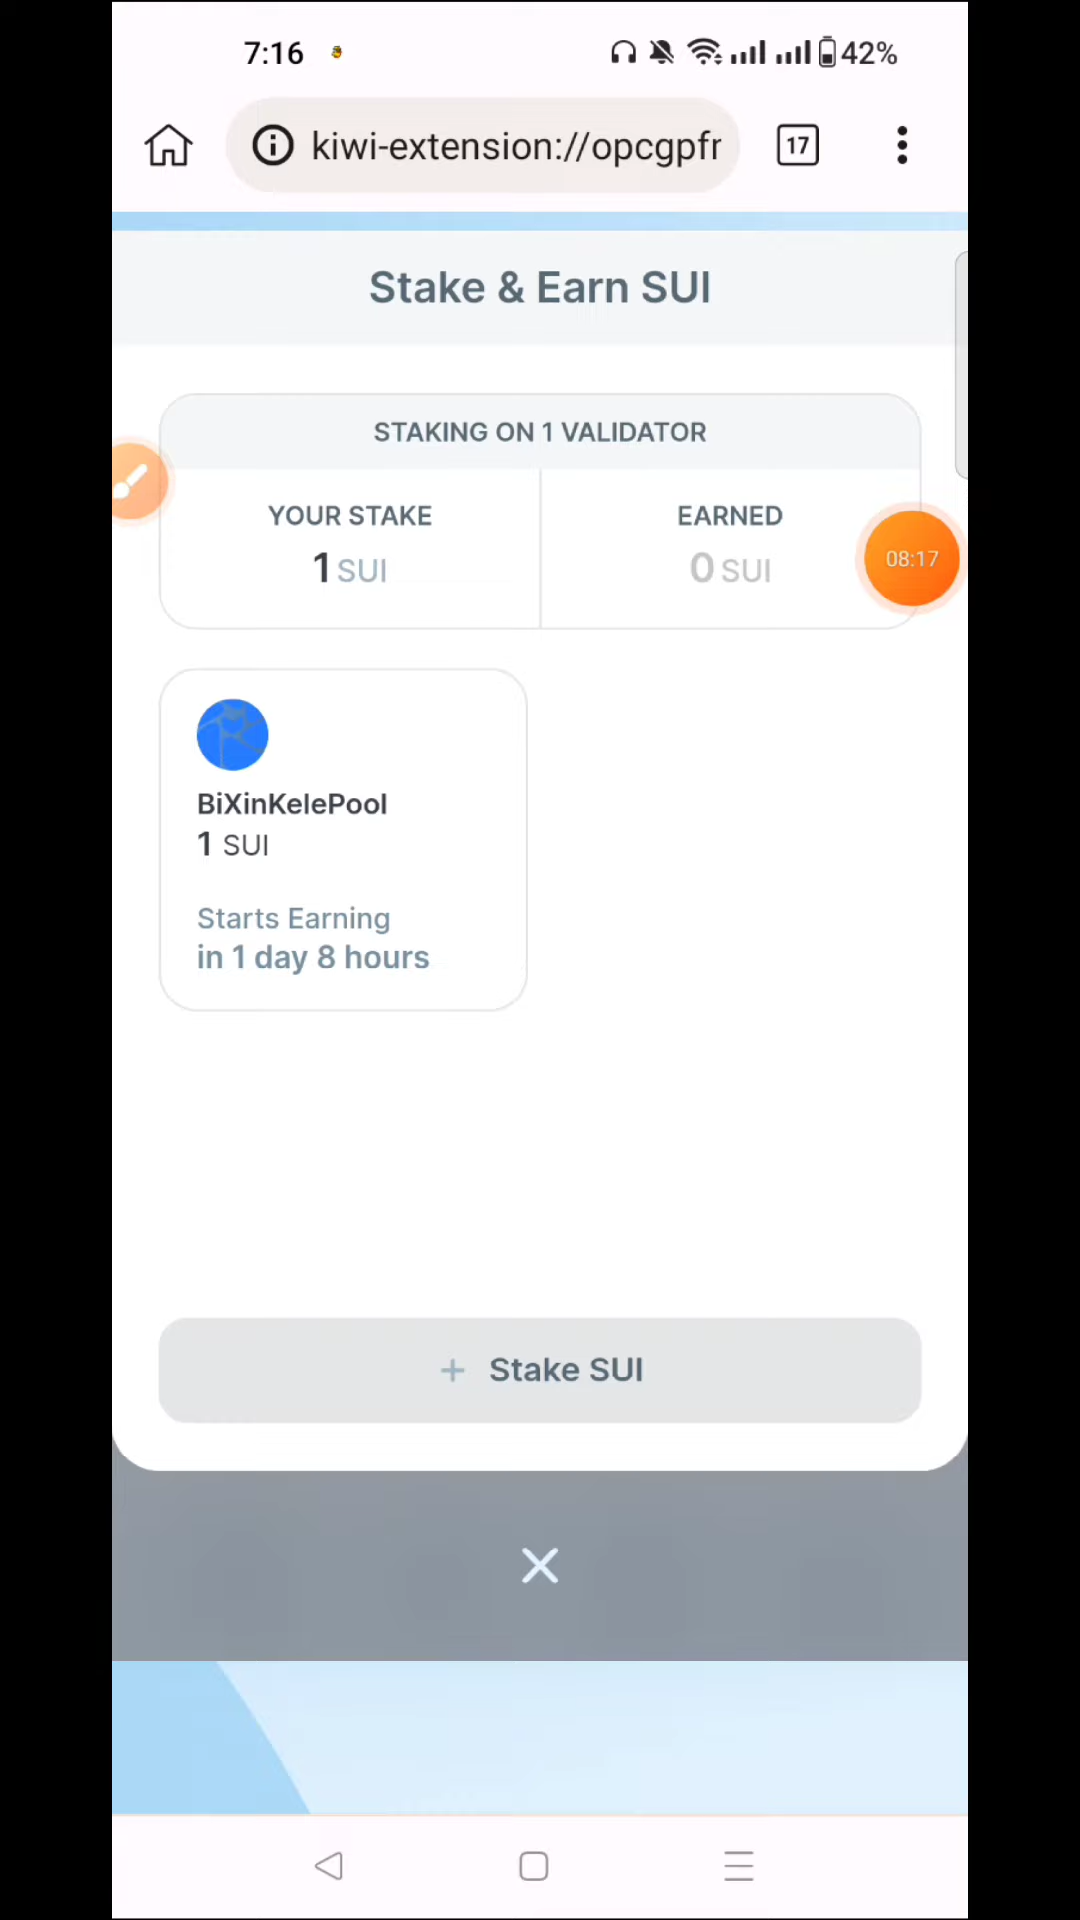 7:16
42%
kiwi-extension://opcgpfr
17
Stake & Earn SUI
STAKING ON 1 VALIDATOR
YOUR STAKE
1 SUI
EARNED
0 SUI
08:17
BiXinKelePool
1 SUI
Starts Earning
in 1 day 8 hours
+ Stake SUI